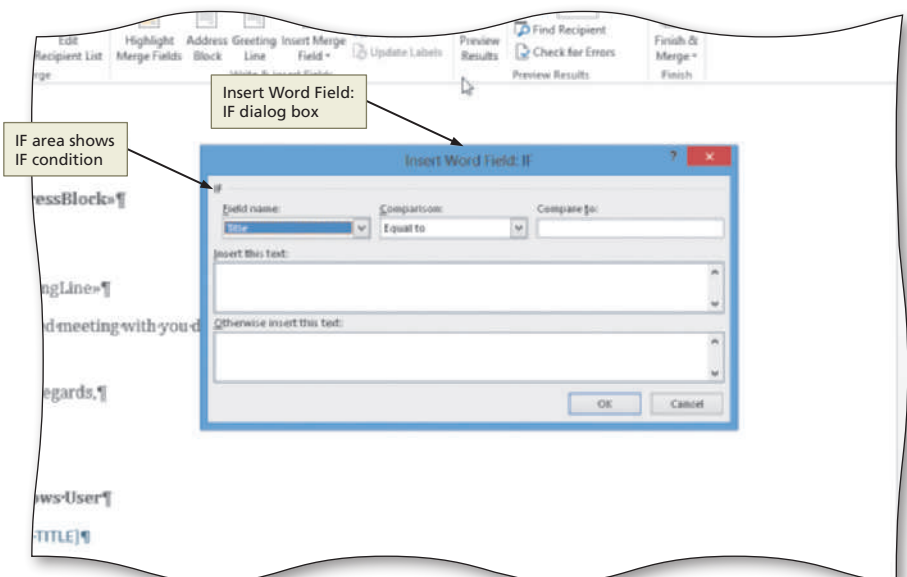 Edit Highlight Address Greeting Insert Merge Preview Find Recipient Finish &
Recipient List Merge Fields Block Line Field Update Labels Results Check for Errors Merge
rge Write & Insert Fields Preview Results Finish
Insert Word Field:
IF dialog box
IF area shows
IF condition
Insert Word Field: IF ?
IF
essBlock»¶
Field name: Comparison: Compare to:
Title Equal to
Insert this text:
ngLine»¶
d·meeting·with·you·d
Otherwise insert this text:
egards,¶
OK Cancel
ows·User¶
TITLE]¶